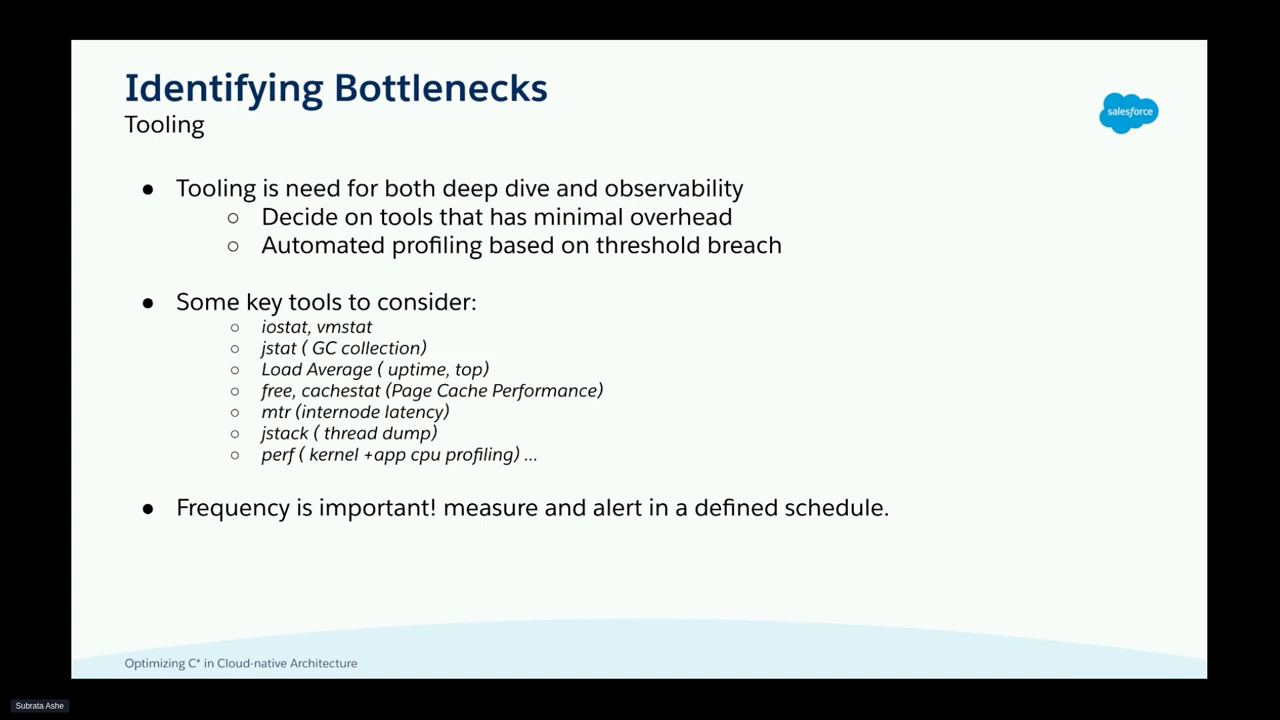 Identifying Bottlenecks
Tooling
salesforce
● Tooling is need for both deep dive and observability
○ Decide on tools that has minimal overhead
○ Automated profiling based on threshold breach
● Some key tools to consider:
○ iostat, vmstat
○ jstat ( GC collection)
○ Load Average ( uptime, top)
○ free, cachestat (Page Cache Performance)
○ mtr (internode latency)
○ jstack ( thread dump)
○ perf ( kernel +app cpu profiling) ...
● Frequency is important! measure and alert in a defined schedule.
Optimizing C* in Cloud-native Architecture
Subrata Ashe